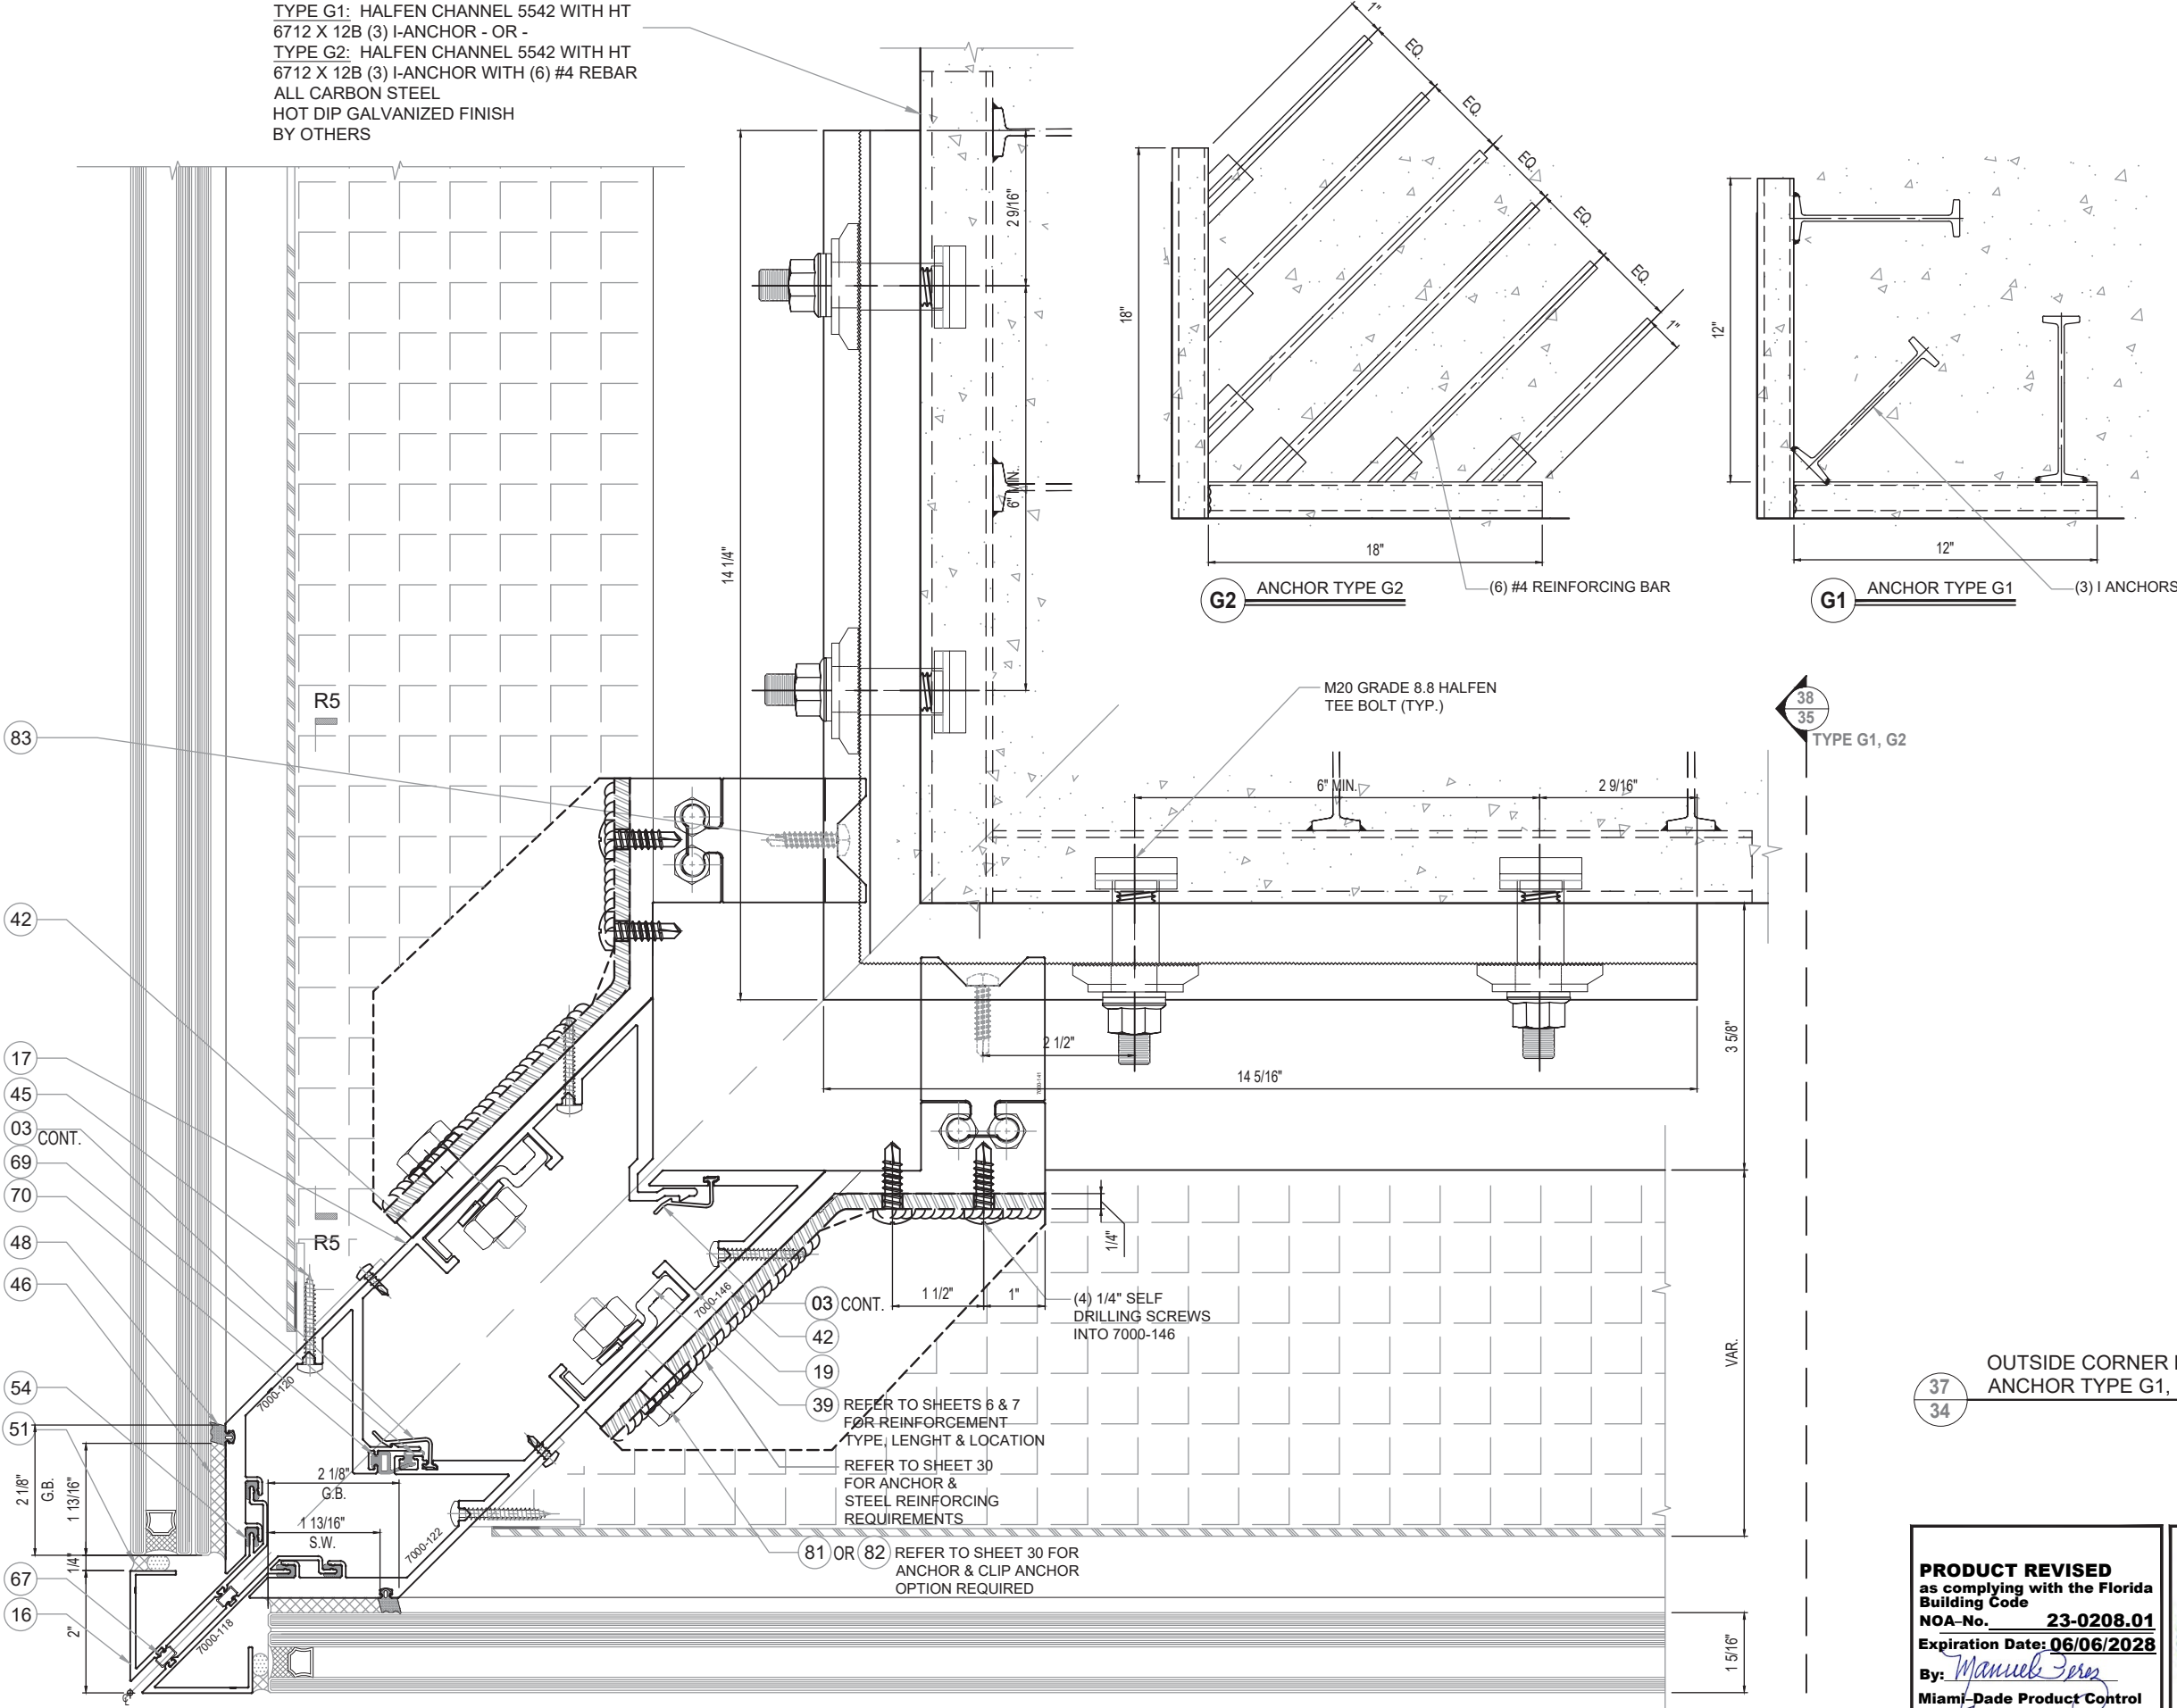 TYPE G1: HALFEN CHANNEL 5542 WITH HT
6712 X 12B (3) I-ANCHOR - OR -
TYPE G2: HALFEN CHANNEL 5542 WITH HT
6712 X 12B (3) I-ANCHOR WITH (6) #4 REBAR
ALL CARBON STEEL
HOT DIP GALVANIZED FINISH
BY OTHERS
1"
EQ.
EQ.
EQ.
EQ.
EQ.
1"
18"
18"
G2 ANCHOR TYPE G2
(6) #4 REINFORCING BAR
12"
12"
G1 ANCHOR TYPE G1
(3) I ANCHORS
2 9/16"
6" MIN.
14 1/4"
M20 GRADE 8.8 HALFEN
TEE BOLT (TYP.)
38
35
TYPE G1, G2
6" MIN.
2 9/16"
R5
83
42
17
45
03 CONT.
69
70
R5
48
46
54
51
67
16
2 1/2"
14 5/16"
3 5/8"
7000-141
1/4"
1 1/2"
1"
(4) 1/4" SELF
DRILLING SCREWS
INTO 7000-146
7000-146
03 CONT.
42
19
39 REFER TO SHEETS 6 & 7
FOR REINFORCEMENT
TYPE, LENGHT & LOCATION
REFER TO SHEET 30
FOR ANCHOR &
STEEL REINFORCING
REQUIREMENTS
81 OR 82 REFER TO SHEET 30 FOR
ANCHOR & CLIP ANCHOR
OPTION REQUIRED
VAR.
7000-120
2 1/8"
G.B.
1 13/16"
2 1/8"
G.B.
1 13/16"
S.W.
7000-122
1/4"
2"
7000-118
1 5/16"
37
34
OUTSIDE CORNER
ANCHOR TYPE G1,
PRODUCT REVISED
as complying with the Florida
Building Code
NOA-No. 23-0208.01
Expiration Date: 06/06/2028
By: Manuel Perez
Miami-Dade Product Control